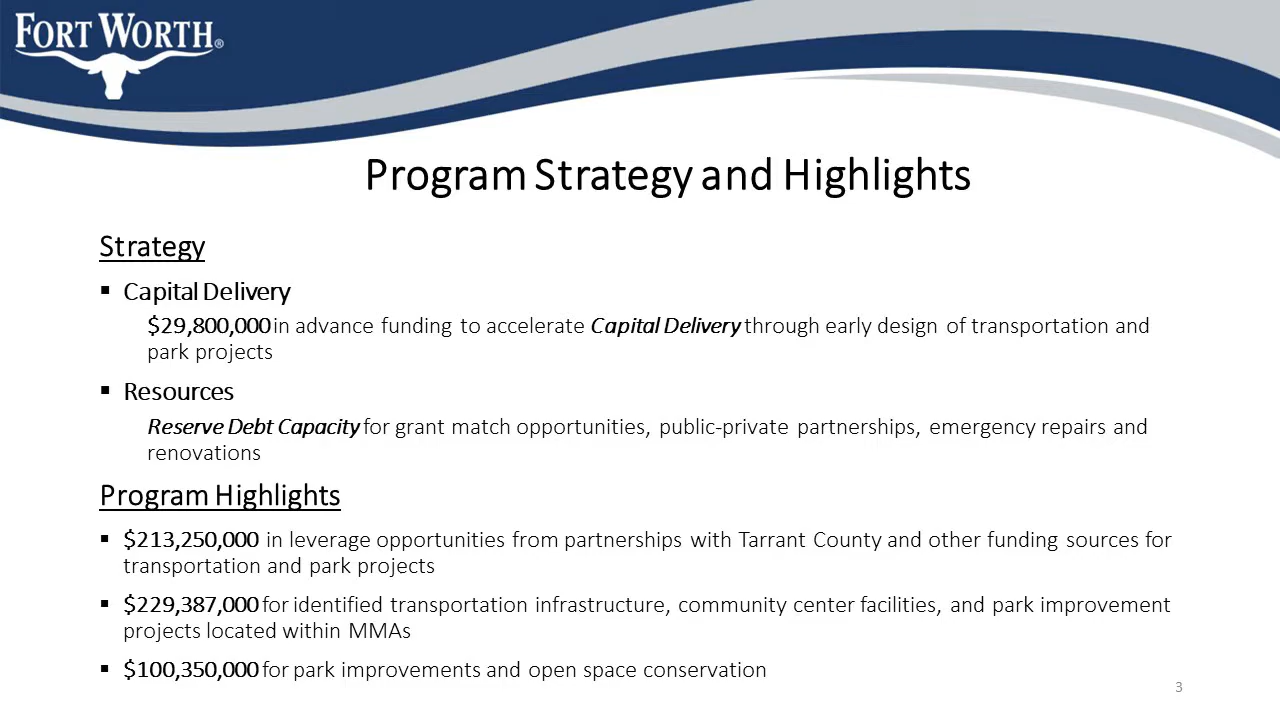 FORT WORTH®
Program Strategy and Highlights
Strategy
▪ Capital Delivery
$29,800,000 in advance funding to accelerate Capital Delivery through early design of transportation and
park projects
▪ Resources
Reserve Debt Capacity for grant match opportunities, public-private partnerships, emergency repairs and
renovations
Program Highlights
▪ $213,250,000 in leverage opportunities from partnerships with Tarrant County and other funding sources for
transportation and park projects
▪ $229,387,000 for identified transportation infrastructure, community center facilities, and park improvement
projects located within MMAs
▪ $100,350,000 for park improvements and open space conservation
3